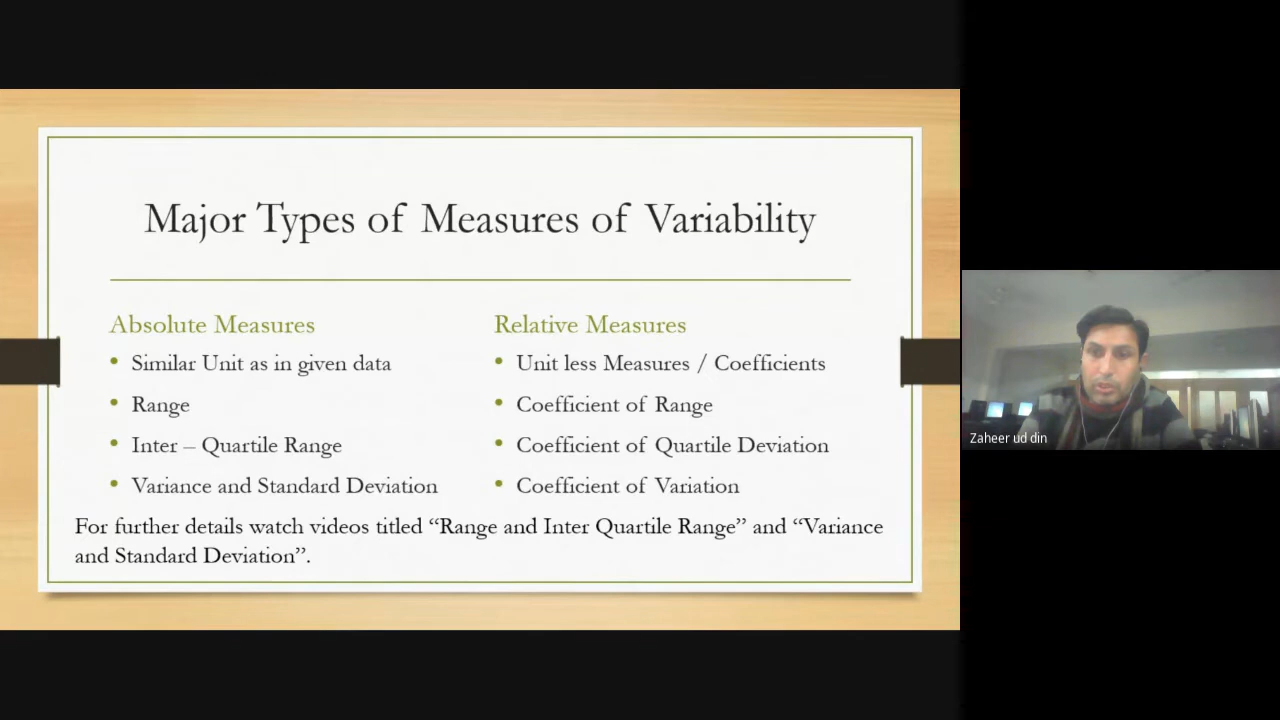 Major Types of Measures of Variability
Absolute Measures
• Similar Unit as in given data
• Range
• Inter – Quartile Range
• Variance and Standard Deviation
Relative Measures
• Unit less Measures / Coefficients
• Coefficient of Range
• Coefficient of Quartile Deviation
• Coefficient of Variation
For further details watch videos titled “Range and Inter Quartile Range” and “Variance
and Standard Deviation”.
Zaheer ud din